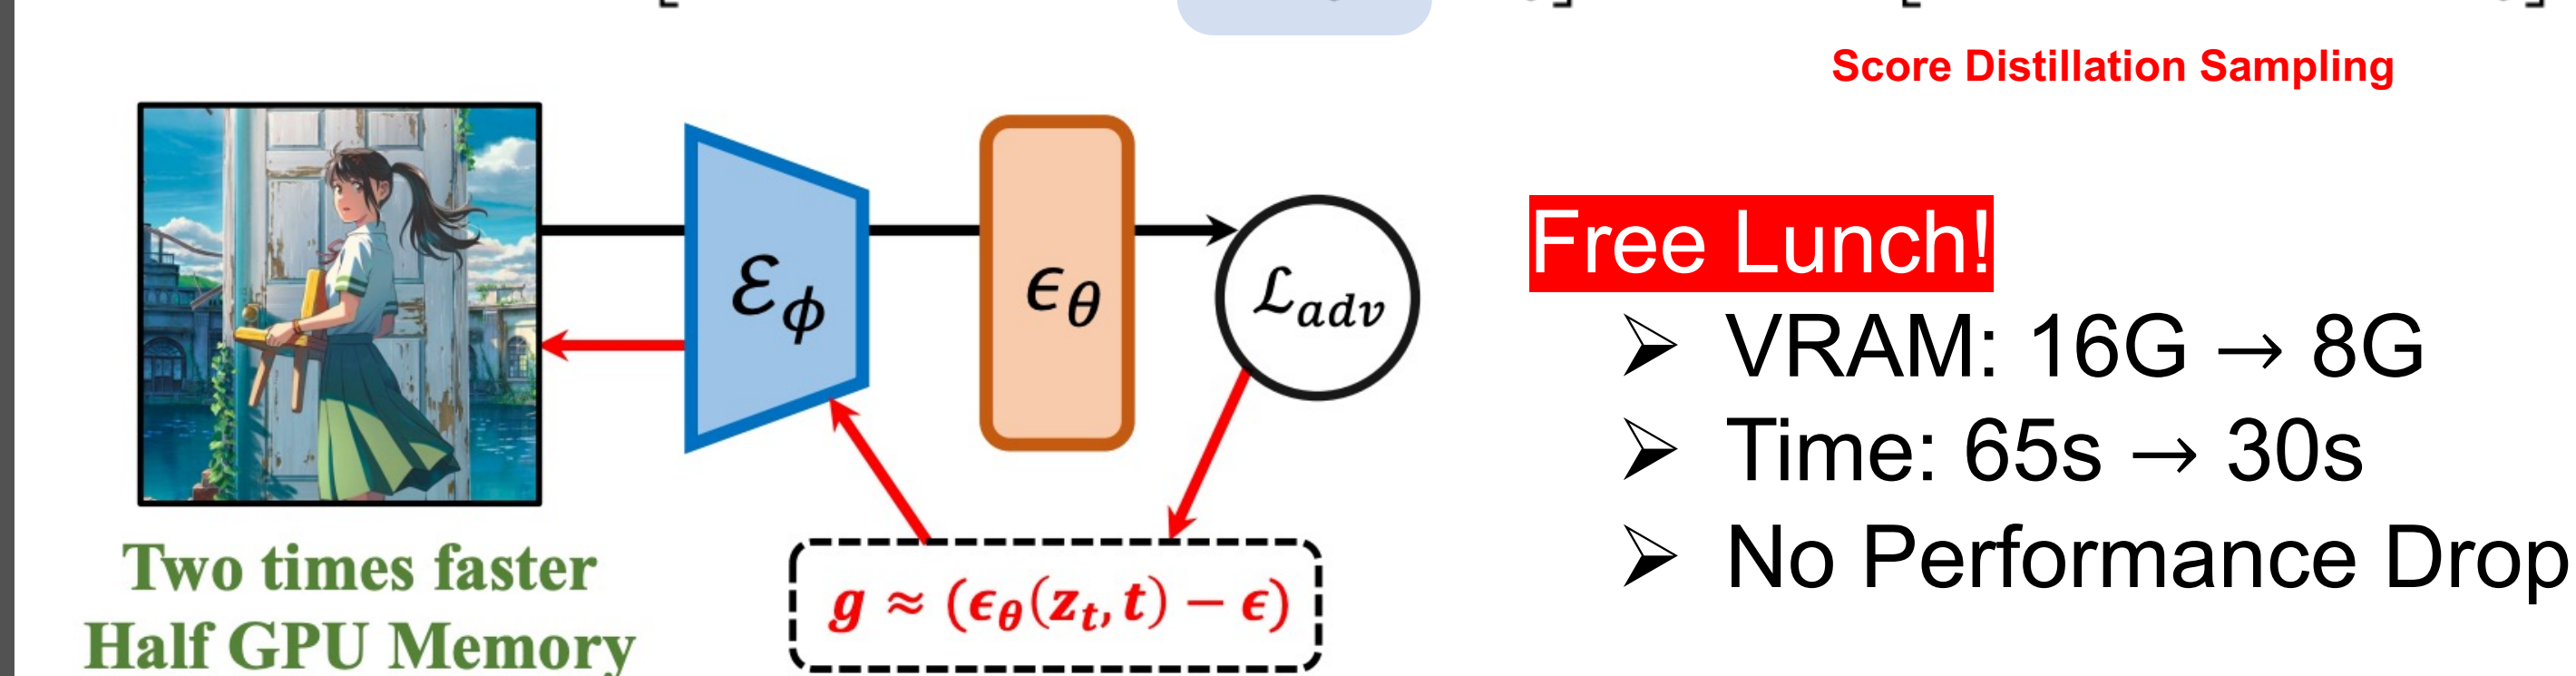 Score Distillation Sampling
ℰ_ϕ
ϵ_θ
ℒ_adv
g ≈ (ϵ_θ(z_t, t) − ϵ)
Two times faster
Half GPU Memory
Free Lunch!
➢ VRAM: 16G → 8G
➢ Time: 65s → 30s
➢ No Performance Drop